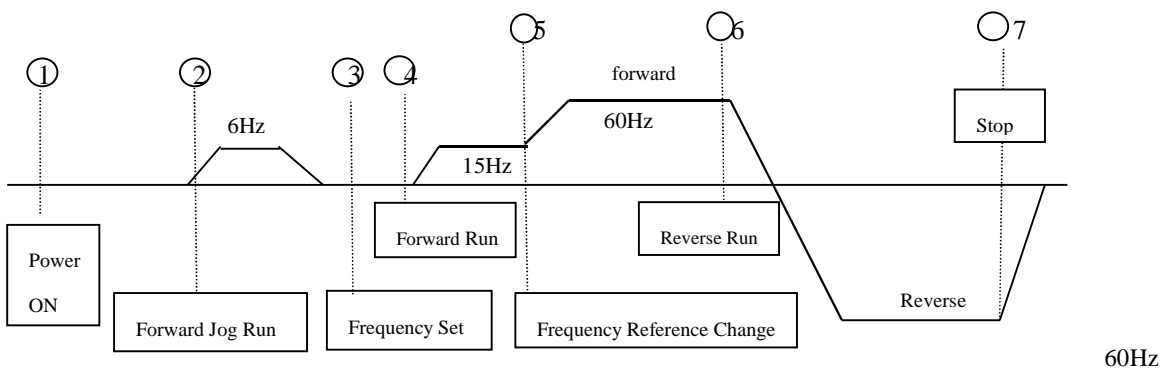 5 6 7
1 2 3 4
forward
6Hz
60Hz
Stop
15Hz
Forward Run
Reverse Run
Power
ON
Reverse
Forward Jog Run
Frequency Set
Frequency Reference Change
60Hz